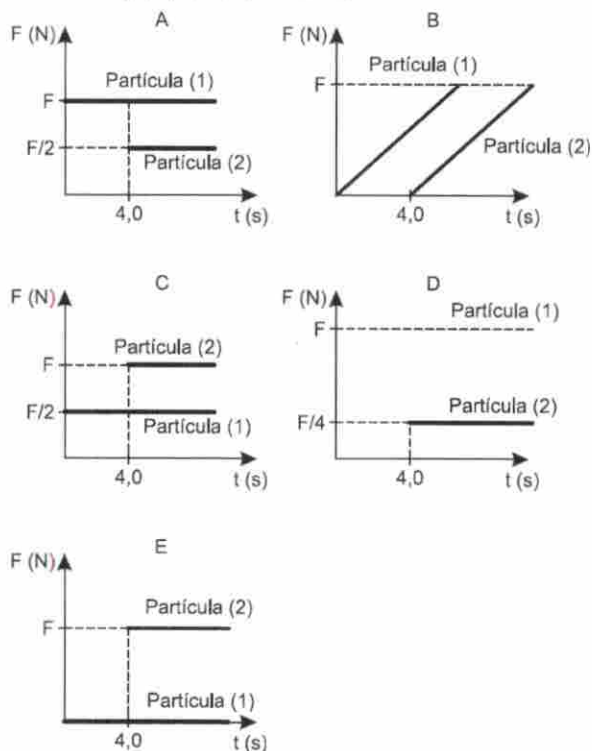 A
F (N)
Partícula (1)
F
F/2
Partícula (2)
4,0
t (s)
B
F (N)
Partícula (1)
F
Partícula (2)
4,0
t (s)
C
F (N)
Partícula (2)
F
F/2
Partícula (1)
4,0
t (s)
D
F (N)
Partícula (1)
F
Partícula (2)
F/4
4,0
t (s)
E
F (N)
Partícula (2)
F
Partícula (1)
4,0
t (s)